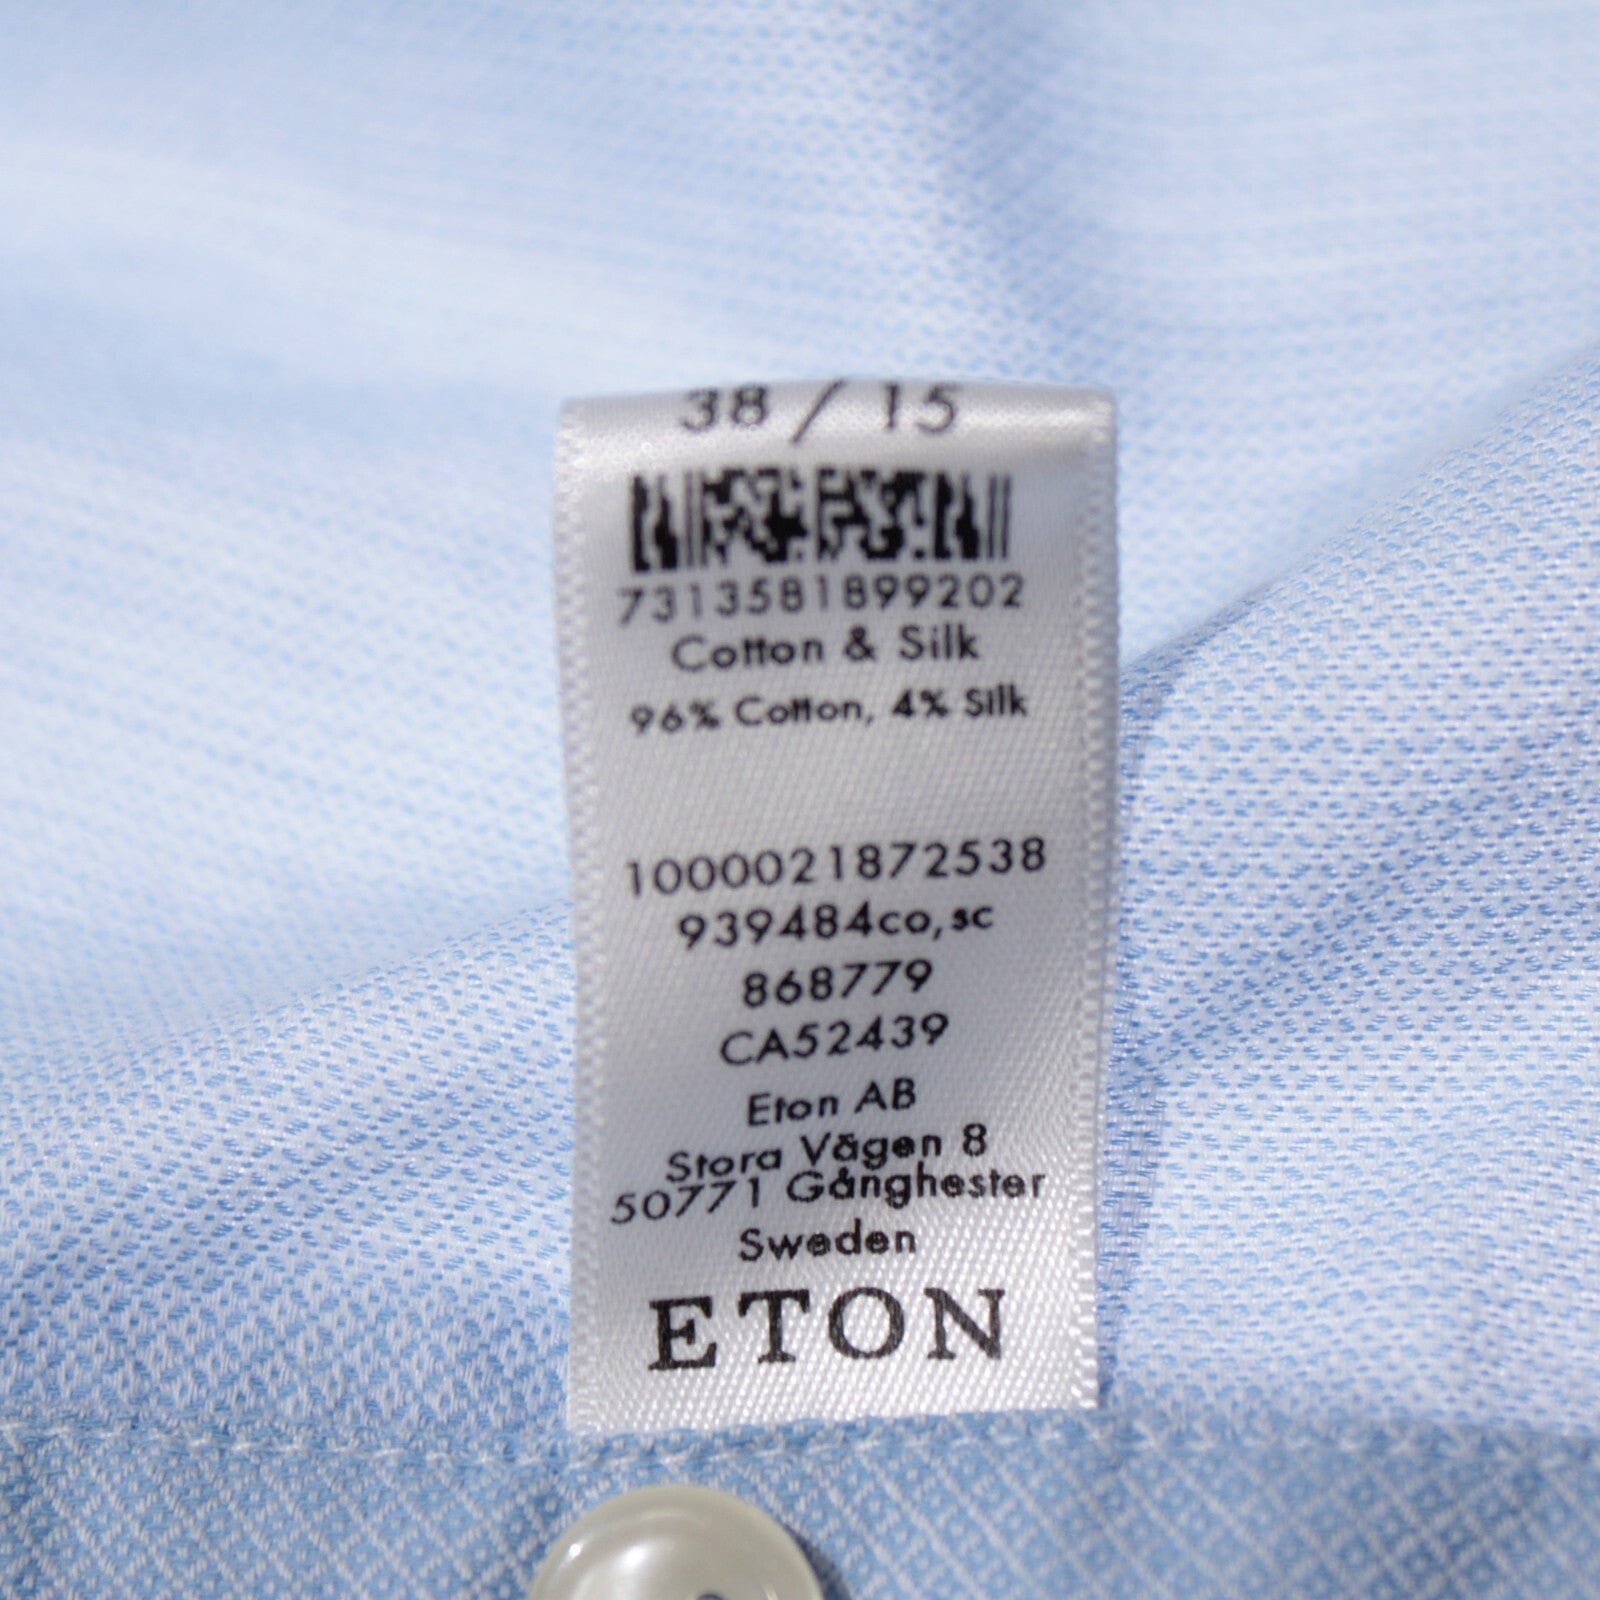 38 / 15
7313581899202
Cotton & Silk
96% Cotton, 4% Silk
1000021872538
939484co,sc
868779
CA52439
Eton AB
Stora Vägen 8
50771 Gånghester
Sweden
ETON